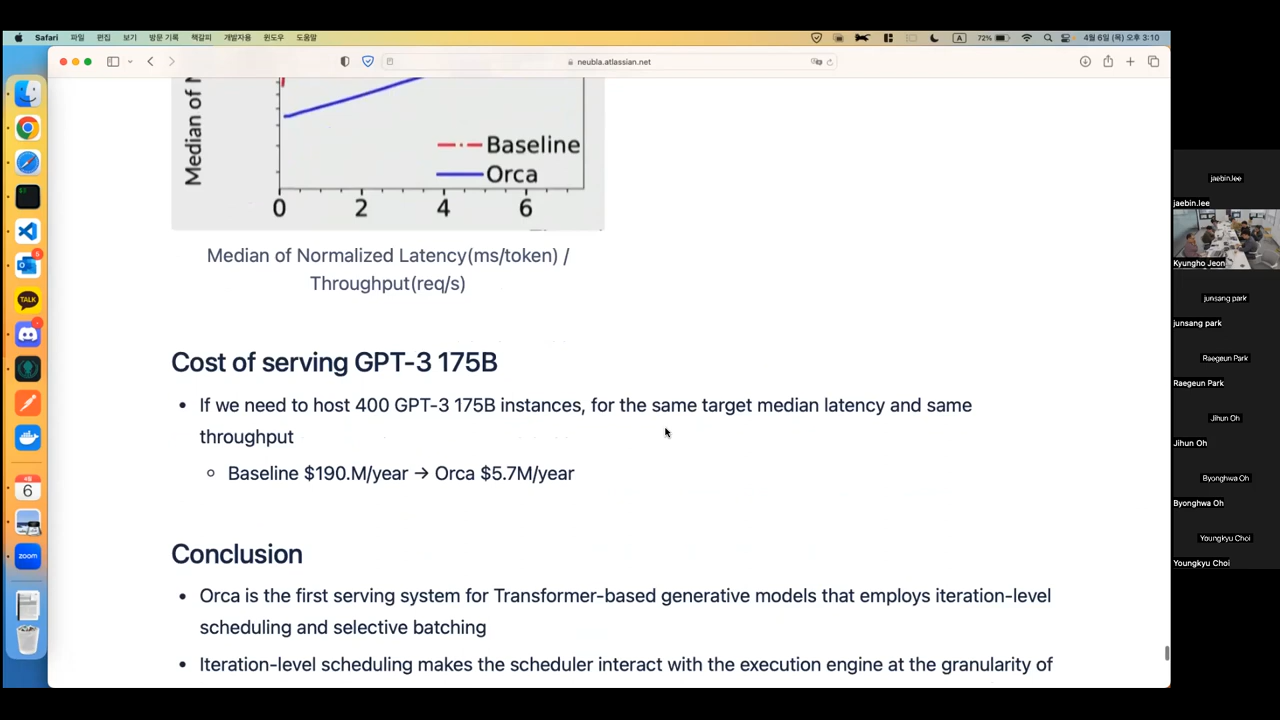 Safari 파일 편집 보기 방문 기록 책갈피 개발자용 윈도우 도움말
A 72% 4월 6일 (목) 오후 3:10
neubla.atlassian.net
Median of N
Baseline
Orca
0 2 4 6
Median of Normalized Latency(ms/token) /
Throughput(req/s)
Cost of serving GPT-3 175B
If we need to host 400 GPT-3 175B instances, for the same target median latency and same
throughput
Baseline $190.M/year → Orca $5.7M/year
Conclusion
Orca is the first serving system for Transformer-based generative models that employs iteration-level
scheduling and selective batching
Iteration-level scheduling makes the scheduler interact with the execution engine at the granularity of
TALK
6
zoom
jaebin.lee
jaebin.lee
Kyungho Jeon
junsang park
junsang park
Raegeun Park
Raegeun Park
Jihun Oh
Jihun Oh
Byonghwa Oh
Byonghwa Oh
Youngkyu Choi
Youngkyu Choi